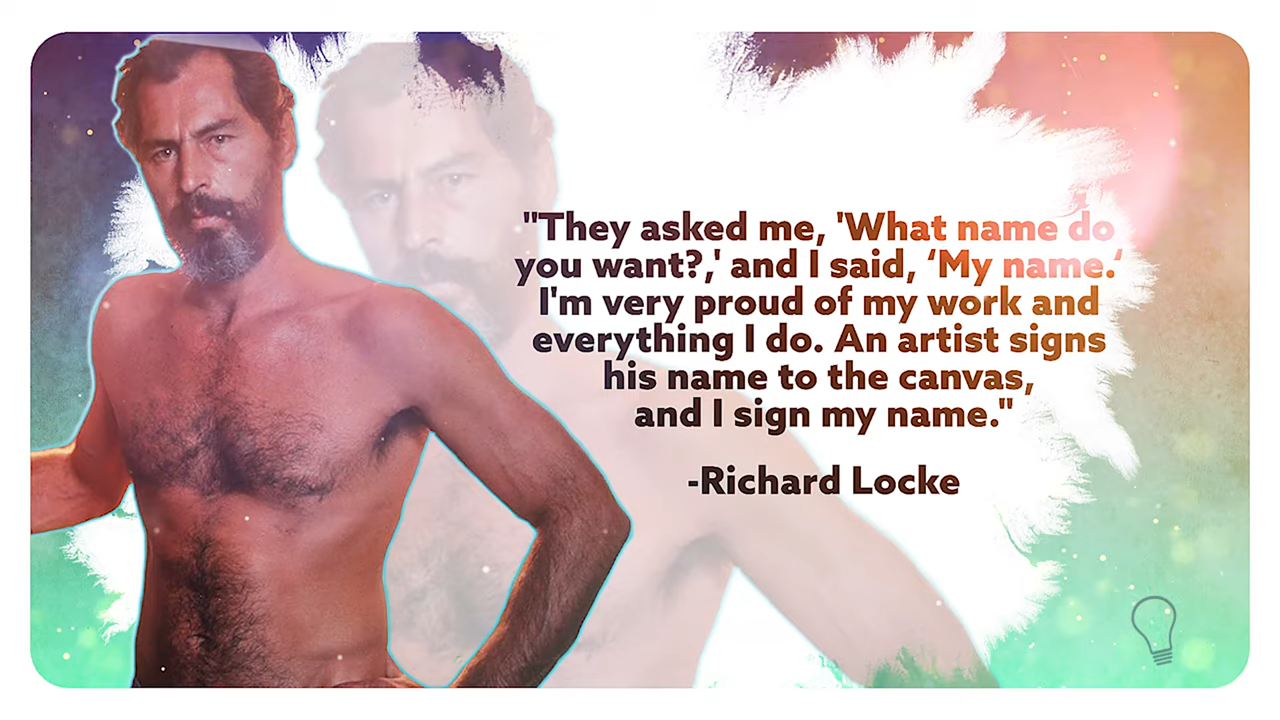 "They asked me, 'What name do
you want?,' and I said, ‘My name.‘
I'm very proud of my work and
everything I do. An artist signs
his name to the canvas,
and I sign my name."
-Richard Locke